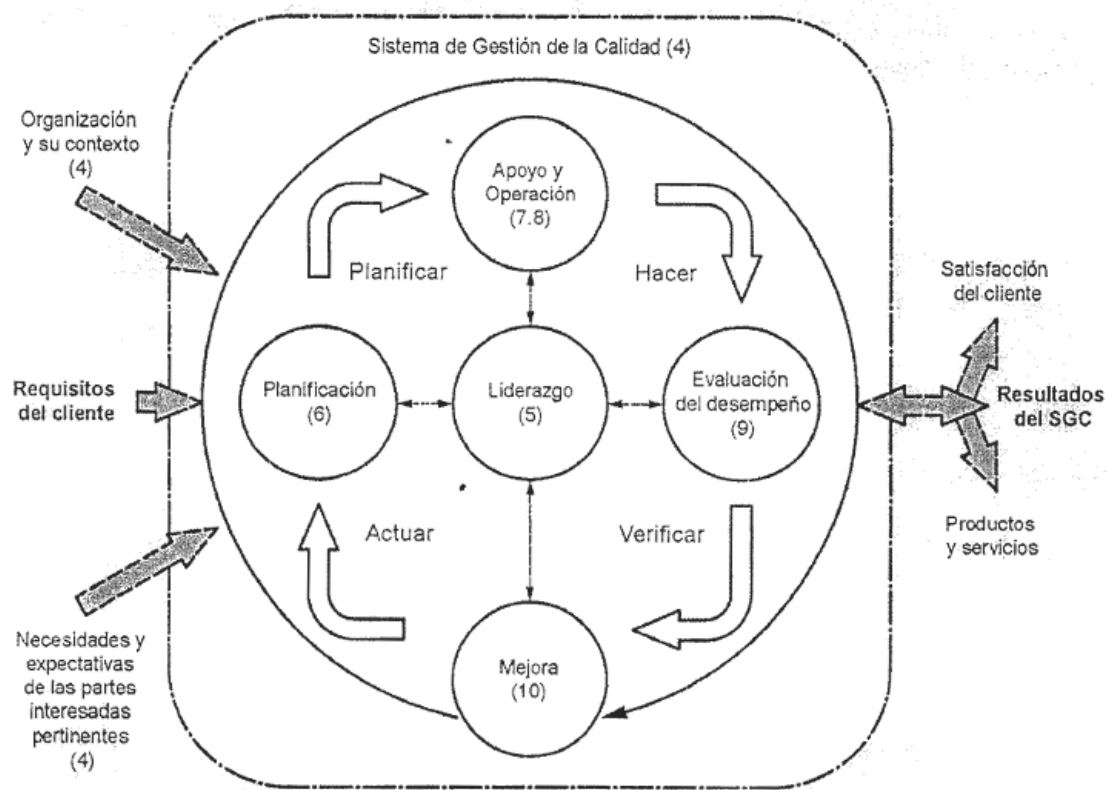 Sistema de Gestión de la Calidad (4)
Organización
y su contexto
(4)
Apoyo y
Operación
(7.8)
Planificar
Hacer
Satisfacción
del cliente
Requisitos
del cliente
Planificación
(6)
Liderazgo
(5)
Evaluación
del desempeño
(9)
Resultados
del SGC
Actuar
Verificar
Productos
y servicios
Necesidades y
expectativas
de las partes
interesadas
pertinentes
(4)
Mejora
(10)